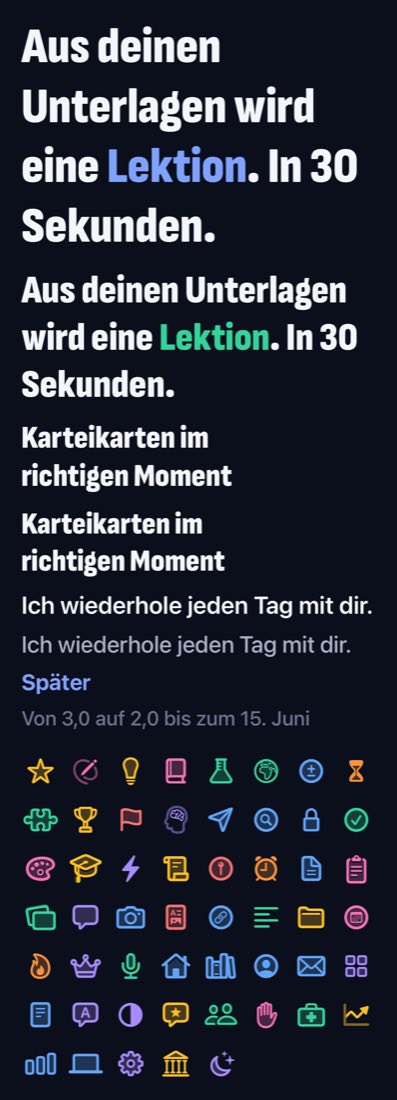 Aus deinen
Unterlagen wird
eine Lektion. In 30
Sekunden.
Aus deinen Unterlagen
wird eine Lektion. In 30
Sekunden.
Karteikarten im
richtigen Moment
Karteikarten im
richtigen Moment
Ich wiederhole jeden Tag mit dir.
Ich wiederhole jeden Tag mit dir.
Später
Von 3,0 auf 2,0 bis zum 15. Juni